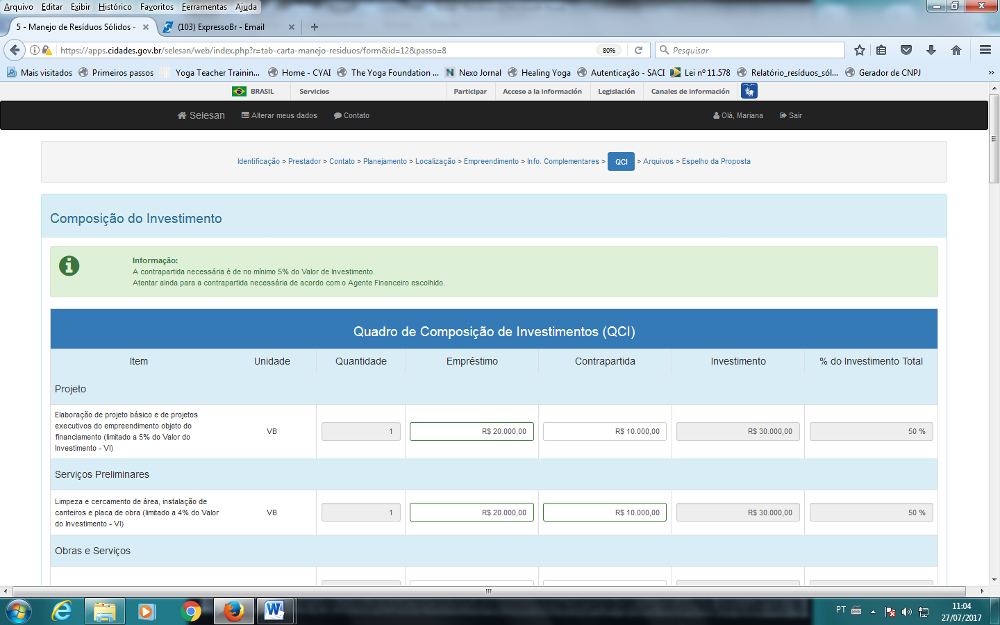 Arquivo Editar Exibir Histórico Favoritos Ferramentas Ajuda
5 - Manejo de Resíduos Sólidos - × (103) ExpressoBr - Email × +
https://apps.cidades.gov.br/selesan/web/index.php?r=tab-carta-manejo-residuos/form&id=12&passo=8 80% Pesquisar
Mais visitados Primeiros passos Yoga Teacher Trainin... Home - CYAI The Yoga Foundation ... Nexo Jornal Healing Yoga Autenticação - SACI Lei nº 11.578 Relatório_resíduos_sól... Gerador de CNPJ »
BRASIL Servicios Participar Acceso a la información Legislación Canales de información
Selesan Alterar meus dados Contato Olá, Mariana Sair
Identificação > Prestador > Contato > Planejamento > Localização > Empreendimento > Info. Complementares > QCI > Arquivos > Espelho da Proposta
Composição do Investimento
Informação:
A contrapartida necessária é de no mínimo 5% do Valor de Investimento.
Atentar ainda para a contrapartida necessária de acordo com o Agente Financeiro escolhido.
Quadro de Composição de Investimentos (QCI)
Item Unidade Quantidade Empréstimo Contrapartida Investimento % do Investimento Total
Projeto
Elaboração de projeto básico e de projetos
executivos do empreendimento objeto do
financiamento (limitado a 5% do Valor do
Investimento - VI)
VB 1 R$ 20.000,00 R$ 10.000,00 R$ 30.000,00 50 %
Serviços Preliminares
Limpeza e cercamento de área, instalação de
canteiros e placa de obra (limitado a 4% do Valor
do Investimento - VI)
VB 1 R$ 20.000,00 R$ 10.000,00 R$ 30.000,00 50 %
Obras e Serviços
PT 11:04
27/07/2017